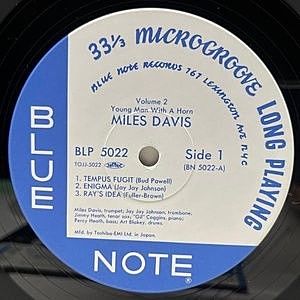 33⅓ MICROGROOVE LONG PLAYING
BLUE NOTE RECORDS 767 LEXINGTON AVE N.Y.C
Volume 2
Young Man With A Horn
MILES DAVIS
BLP 5022 Side 1
TOJJ-5022 (BN 5022-A)
1. TEMPUS FUGIT (Bud Powell)
2. ENIGMA (Jay Jay Johnson)
3. RAY'S IDEA (Fuller-Brown)
Miles Davis, trumpet; Jay Jay Johnson, trombone,
Jimmy Heath, tenor sax; "Gil" Coggins, piano;
Percy Heath, bass; Art Blakey, drums.
Mfd. by Toshiba-EMI Ltd. in Japan.
BLUE
NOTE®